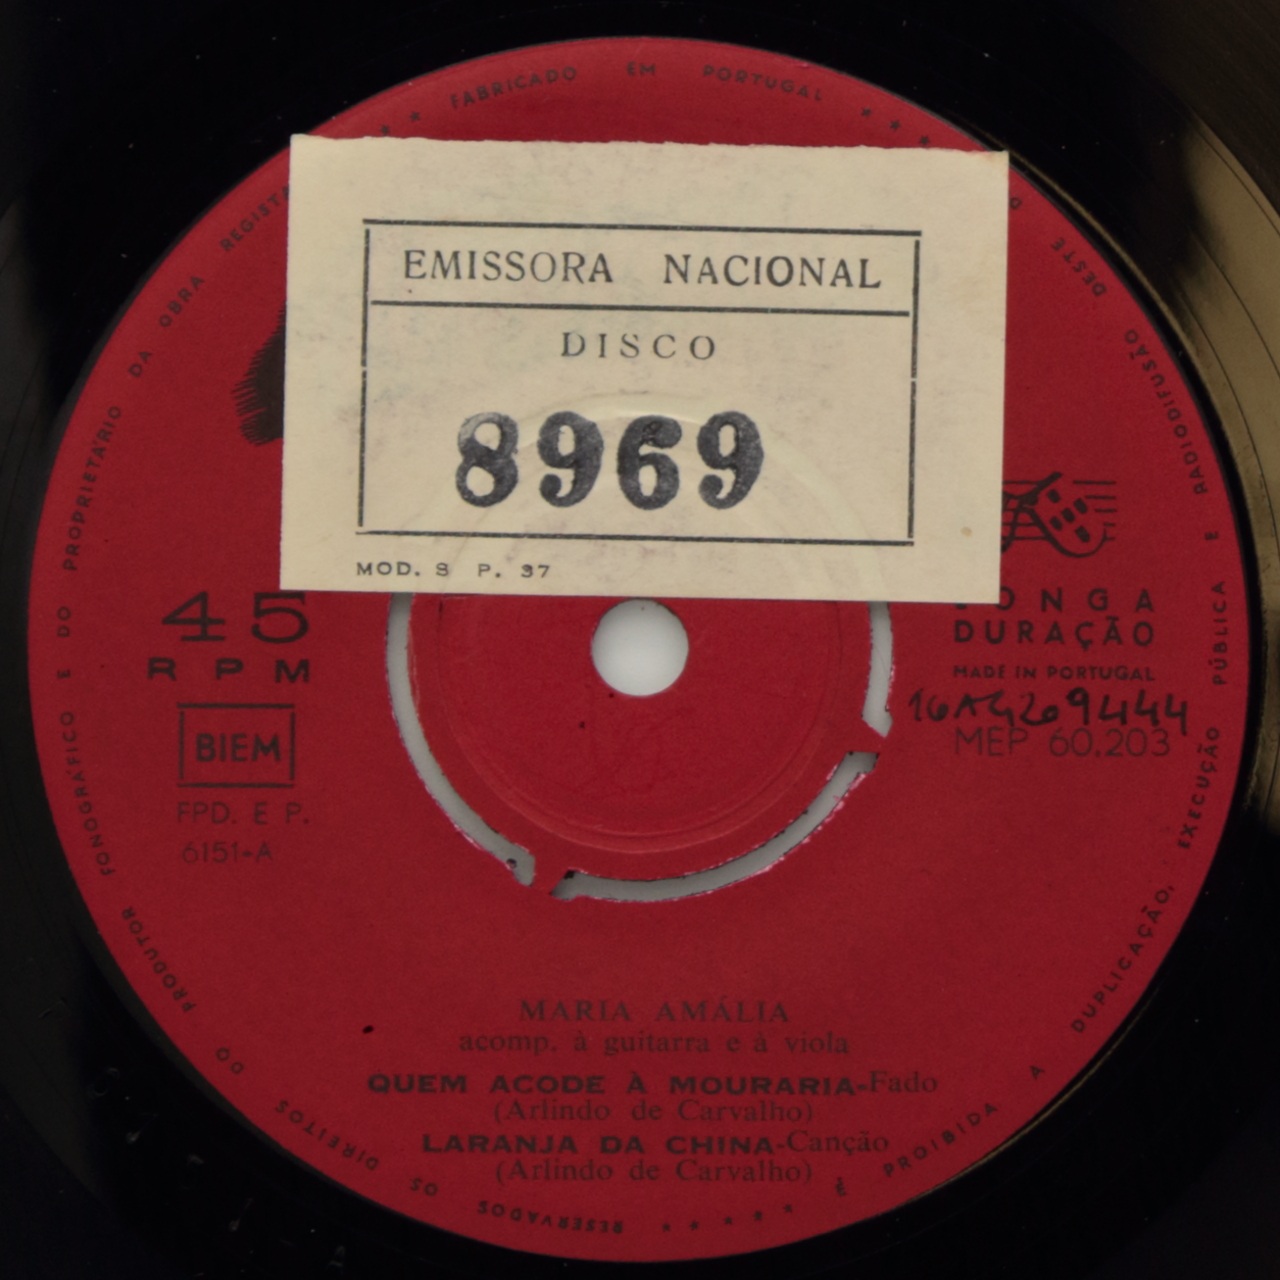 ★ ★ FABRICADO EM PORTUGAL ★ ★ ★
EMISSORA NACIONAL
DISCO
8969
MOD. S P. 37
45
RPM
BIEM
FPD. E P.
6151-A
LONGA
DURAÇÃO
MADE IN PORTUGAL
MEP 60.203
MARIA AMÁLIA
acomp. à guitarra e à viola
QUEM ACODE À MOURARIA-Fado
(Arlindo de Carvalho)
LARANJA DA CHINA-Canção
(Arlindo de Carvalho)
RESERVADOS OS DIREITOS DO PRODUTOR FONOGRÁFICO E DO PROPRIETÁRIO DA OBRA
★ ★ ★ ★ ★ É PROIBIDA A DUPLICAÇÃO, EXECUÇÃO PÚBLICA E RADIODIFUSÃO DESTE